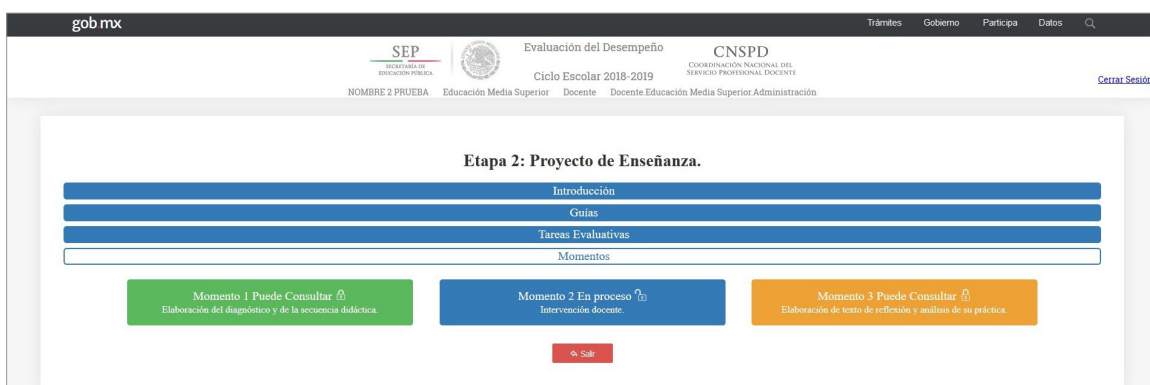 gob mx
Trámites Gobierno Participa Datos
SEP
SECRETARÍA DE
EDUCACIÓN PÚBLICA
Evaluación del Desempeño
Ciclo Escolar 2018-2019
CNSPD
COORDINACIÓN NACIONAL DEL
SERVICIO PROFESIONAL DOCENTE
Cerrar Sesión
NOMBRE 2 PRUEBA Educación Media Superior Docente Docente.Educación Media Superior.Administración
Etapa 2: Proyecto de Enseñanza.
Introducción
Guías
Tareas Evaluativas
Momentos
Momento 1 Puede Consultar
Elaboración del diagnóstico y de la secuencia didáctica.
Momento 2 En proceso
Intervención docente.
Momento 3 Puede Consultar
Elaboración de texto de reflexión y análisis de su práctica.
Salir